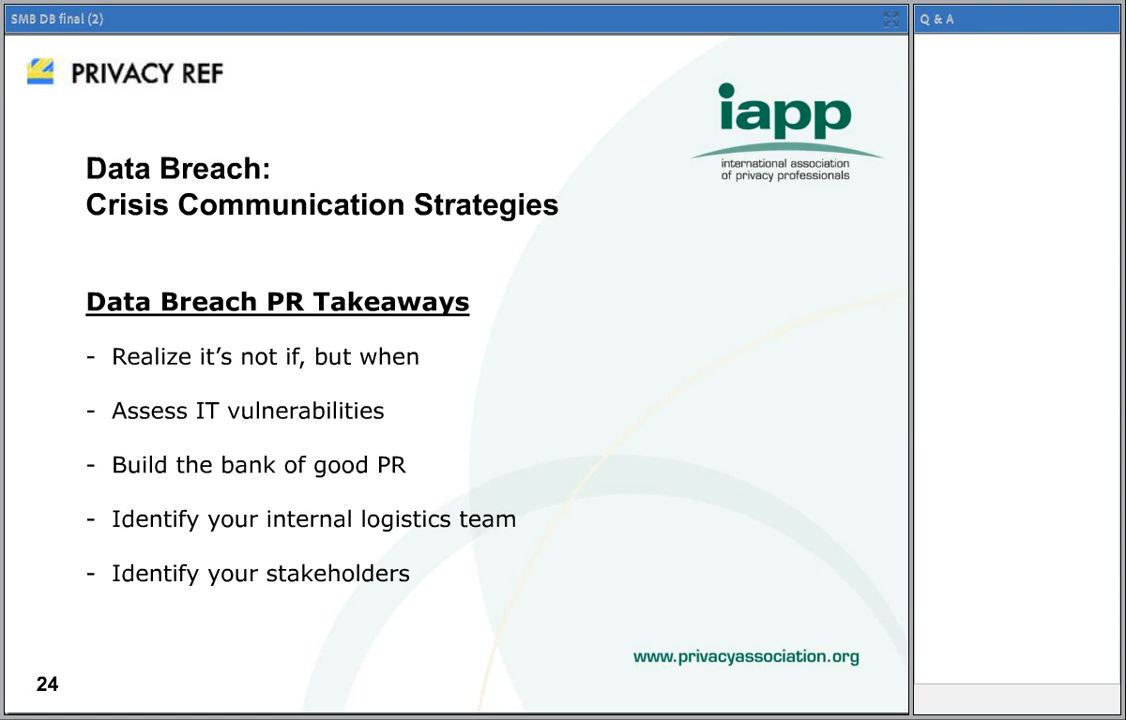 SMB DB final (2)
Q & A
PRIVACY REF
iapp
international association
of privacy professionals
Data Breach:
Crisis Communication Strategies
Data Breach PR Takeaways
- Realize it’s not if, but when
- Assess IT vulnerabilities
- Build the bank of good PR
- Identify your internal logistics team
- Identify your stakeholders
www.privacyassociation.org
24